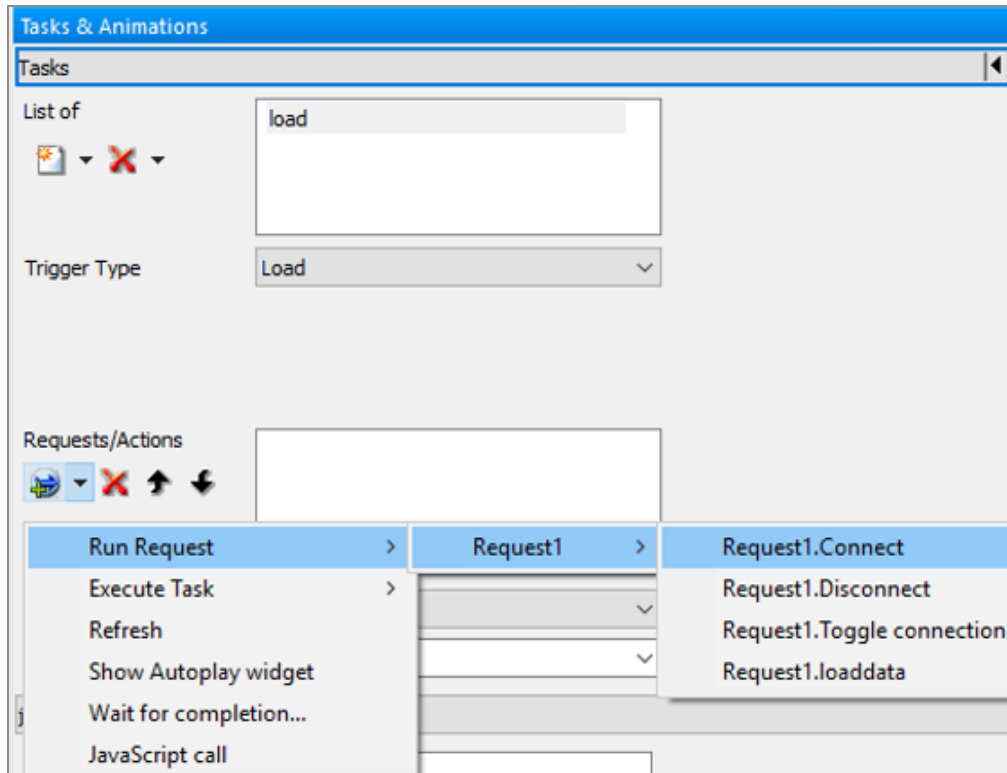 Tasks & Animations
Tasks
List of
load
Trigger Type
Load
Requests/Actions
Run Request
Request1
Request1.Connect
Execute Task
Request1.Disconnect
Refresh
Request1.Toggle connection
Show Autoplay widget
Request1.loaddata
Wait for completion...
JavaScript call